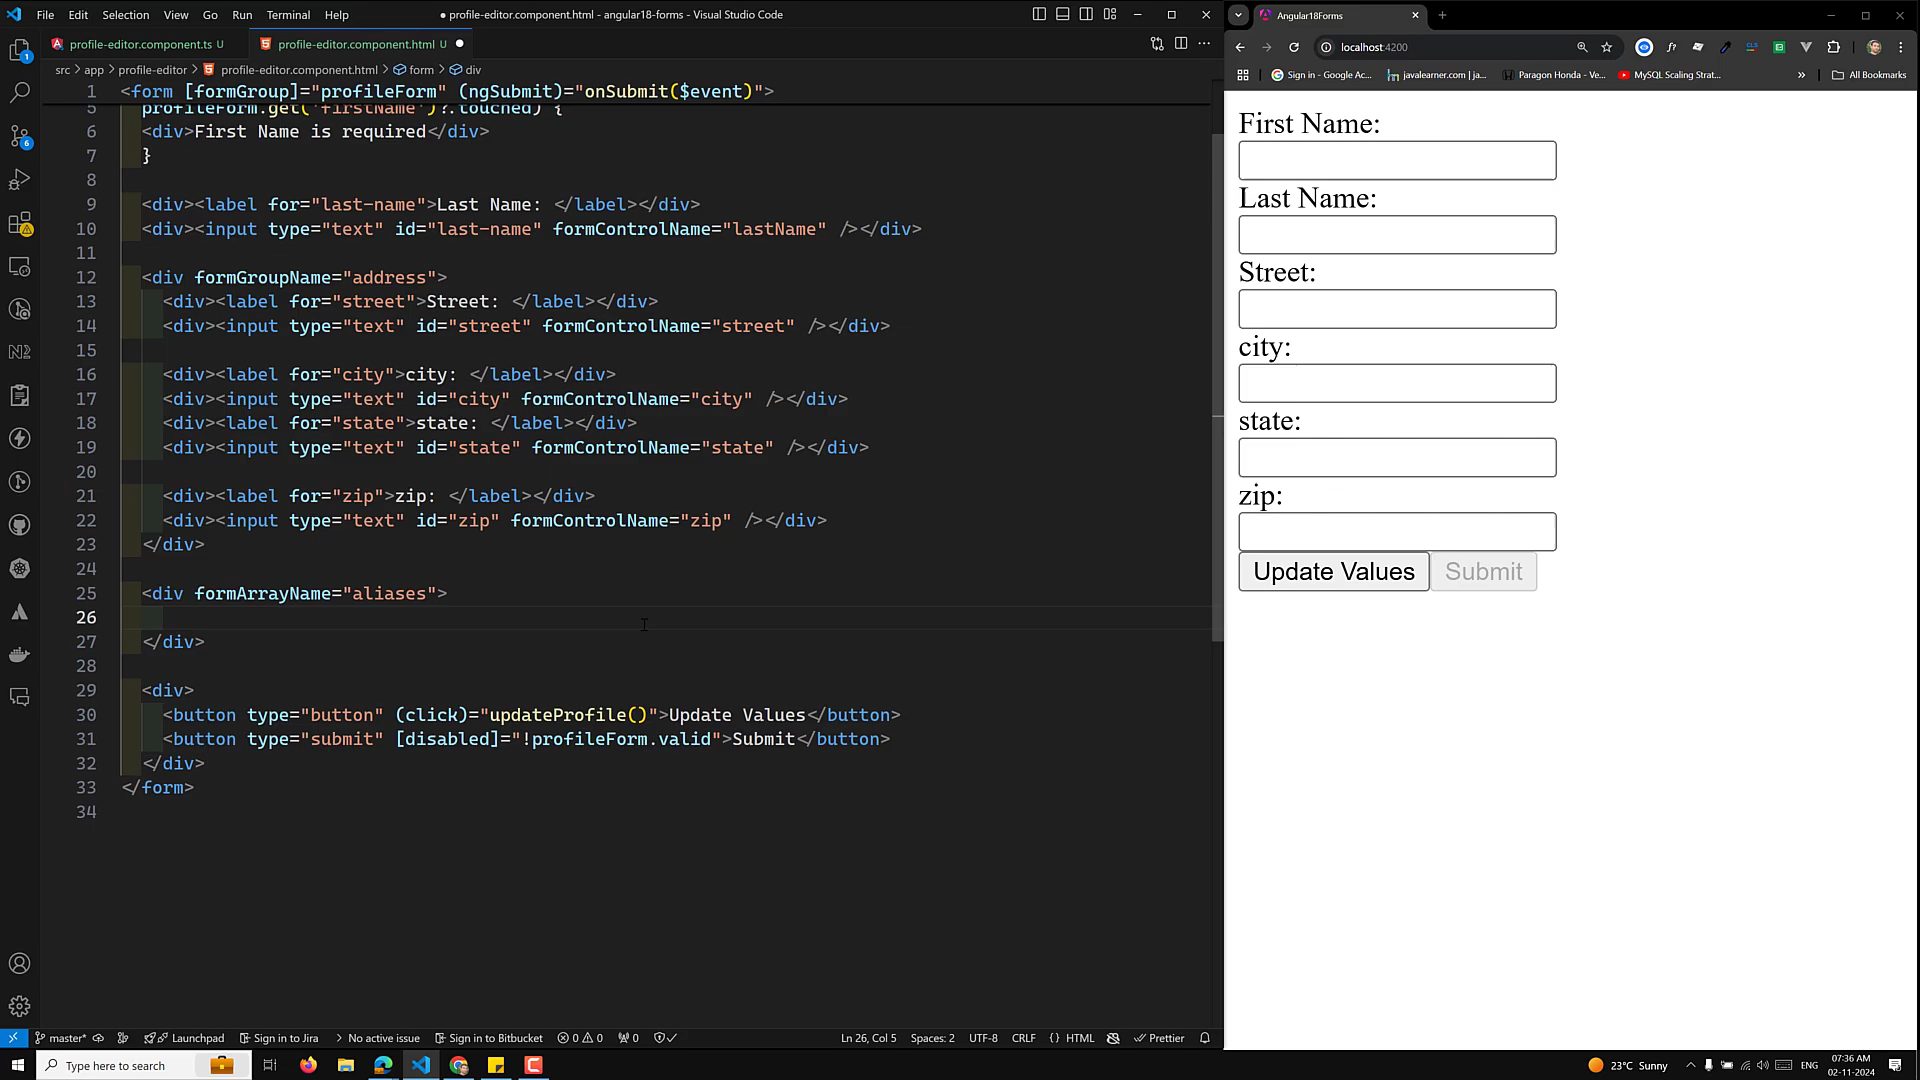 File Edit Selection View Go Run Terminal Help
● profile-editor.component.html - angular18-forms - Visual Studio Code
profile-editor.component.ts U
profile-editor.component.html U ●
src > app > profile-editor > profile-editor.component.html > form > div
1 <form [formGroup]="profileForm" (ngSubmit)="onSubmit($event)">
5 profileForm.get('firstName')?.touched) {
6 <div>First Name is required</div>
7 }
8
9 <div><label for="last-name">Last Name: </label></div>
10 <div><input type="text" id="last-name" formControlName="lastName" /></div>
11
12 <div formGroupName="address">
13 <div><label for="street">Street: </label></div>
14 <div><input type="text" id="street" formControlName="street" /></div>
15
16 <div><label for="city">city: </label></div>
17 <div><input type="text" id="city" formControlName="city" /></div>
18 <div><label for="state">state: </label></div>
19 <div><input type="text" id="state" formControlName="state" /></div>
20
21 <div><label for="zip">zip: </label></div>
22 <div><input type="text" id="zip" formControlName="zip" /></div>
23 </div>
24
25 <div formArrayName="aliases">
26
27 </div>
28
29 <div>
30 <button type="button" (click)="updateProfile()">Update Values</button>
31 <button type="submit" [disabled]="!profileForm.valid">Submit</button>
32 </div>
33 </form>
34
master* Launchpad Sign in to Jira No active issue Sign in to Bitbucket 0 0 0 Ln 26, Col 5 Spaces: 2 UTF-8 CRLF {} HTML Prettier
Angular18Forms
localhost:4200
Sign in - Google Ac... javalearner.com | ja... Paragon Honda - Ve... MySQL Scaling Strat... » All Bookmarks
First Name:
Last Name:
Street:
city:
state:
zip:
Update Values Submit
Type here to search
23°C Sunny ENG
07:36 AM
02-11-2024